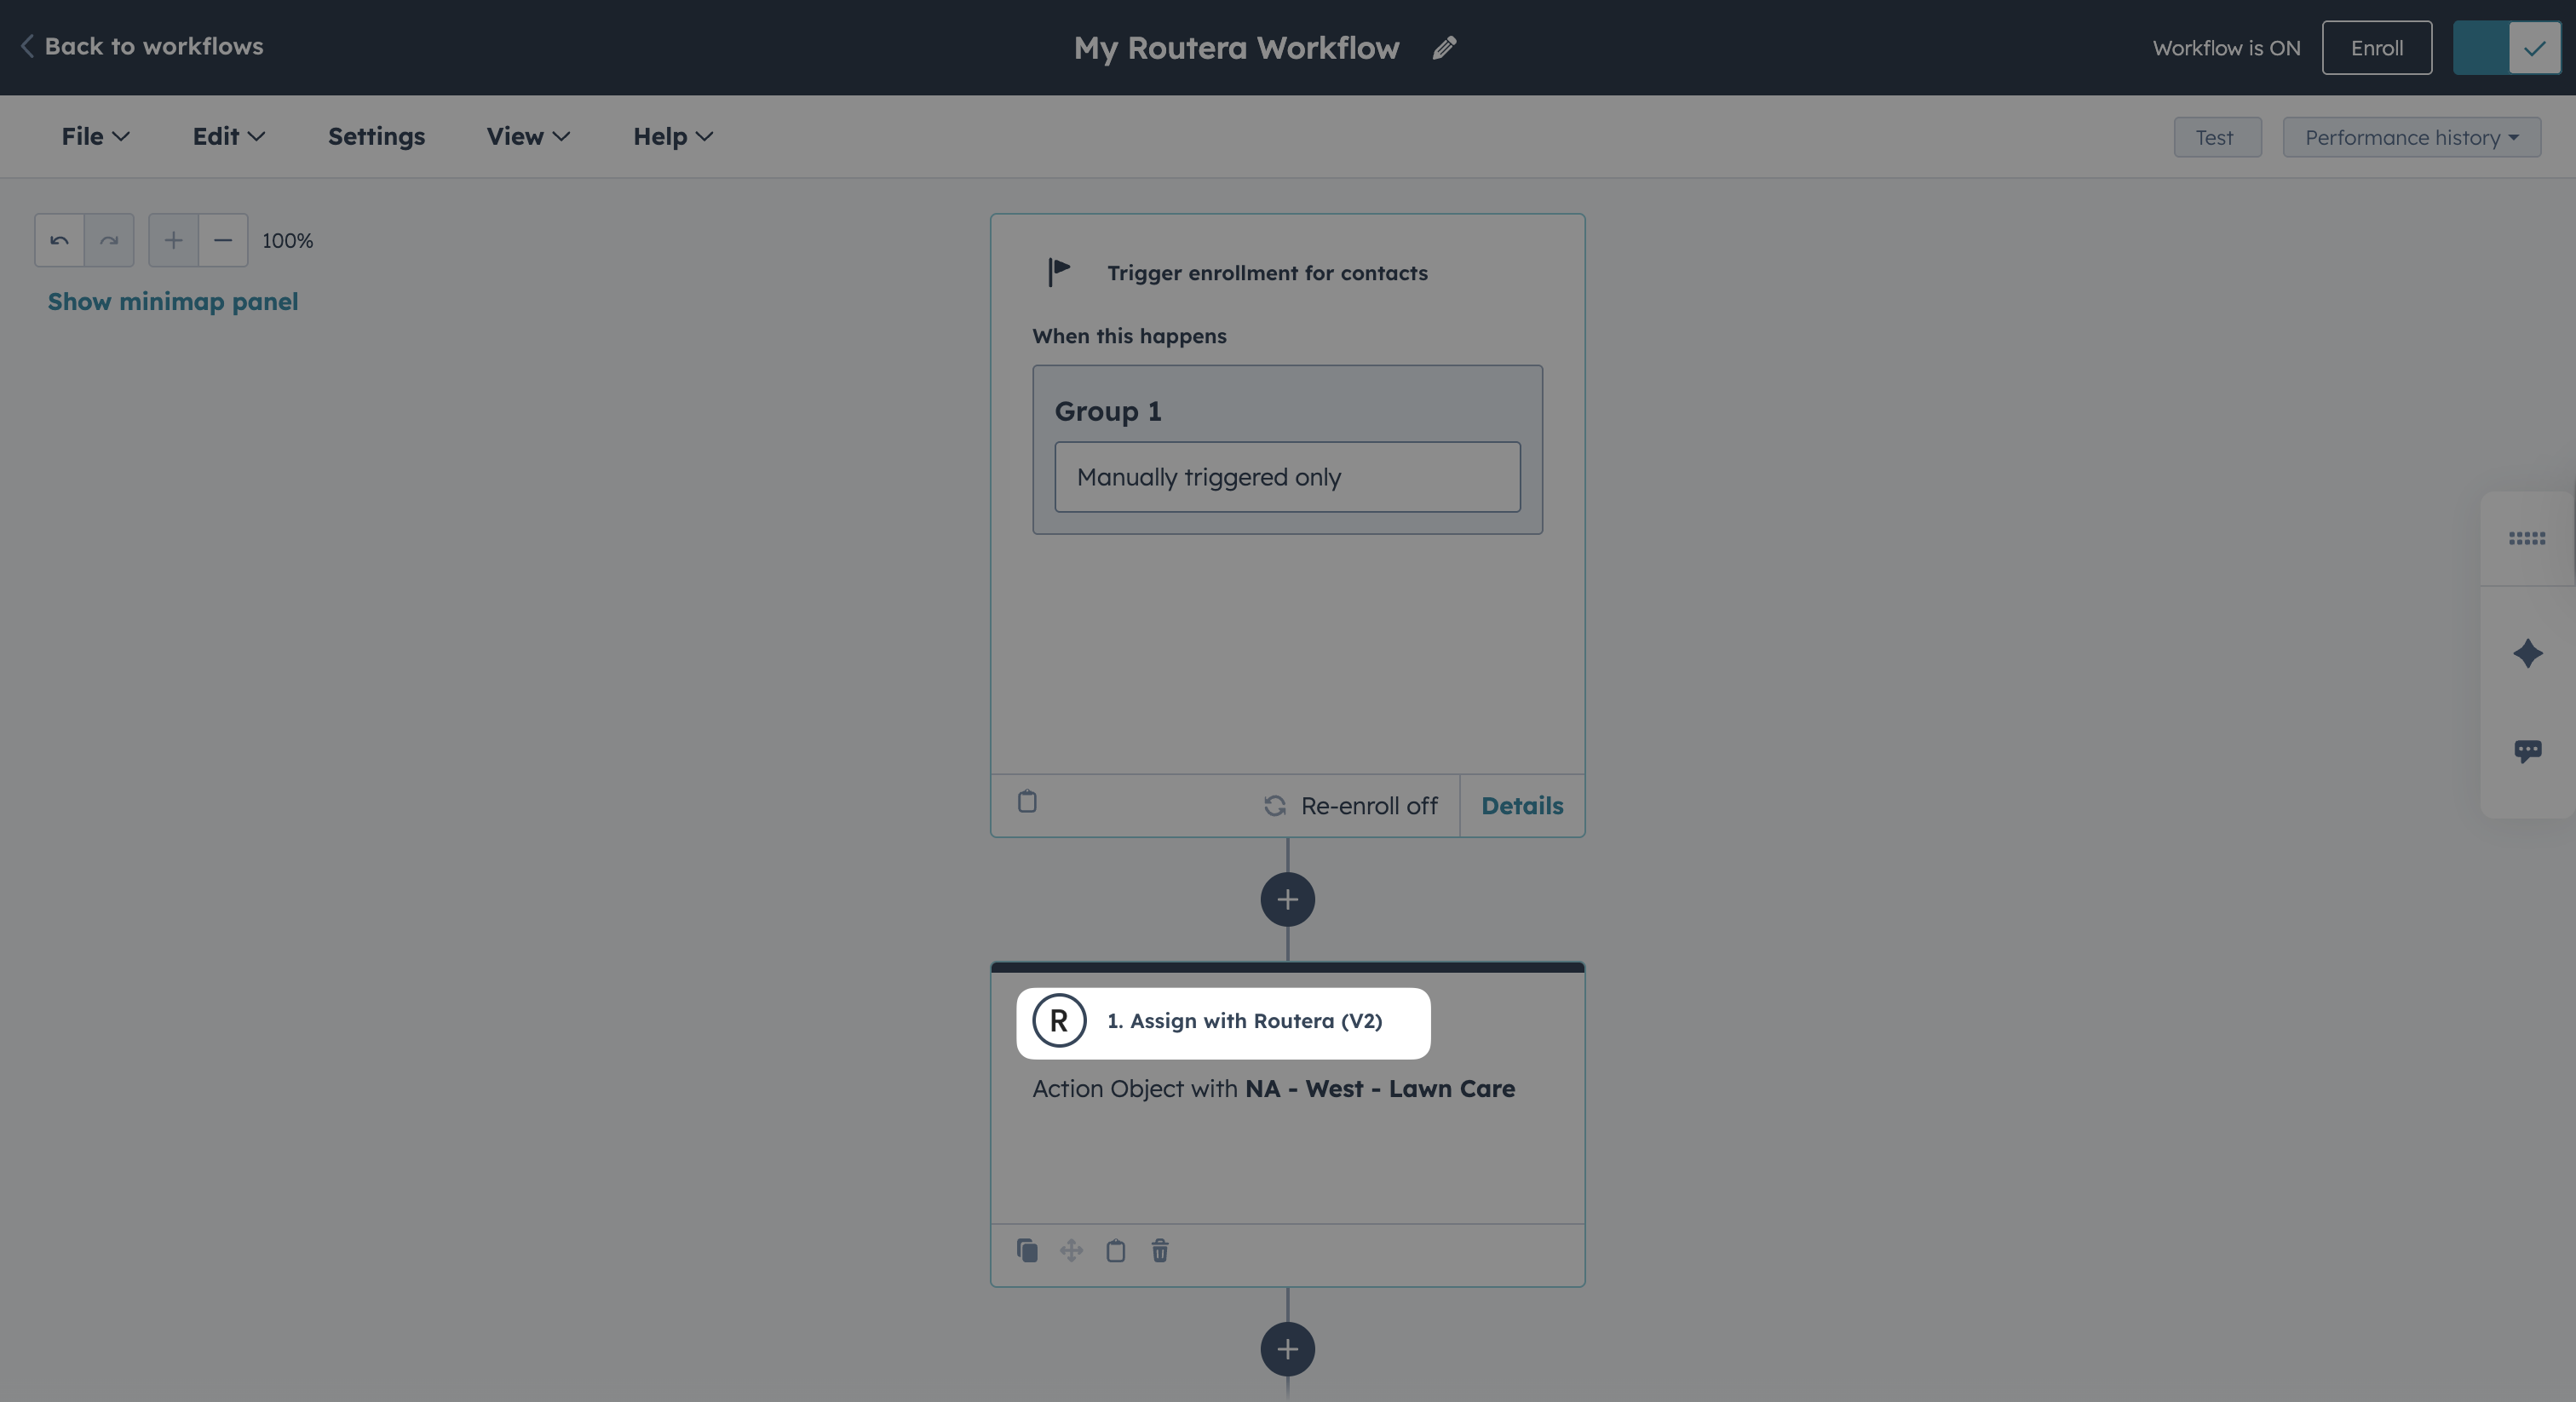 Back to workflows
My Routera Workflow
Workflow is ON
Enroll
File
Edit
Settings
View
Help
Test
Performance history
100%
Show minimap panel
Trigger enrollment for contacts
When this happens
Group 1
Manually triggered only
Re-enroll off
Details
R
1. Assign with Routera (V2)
Action Object with NA - West - Lawn Care